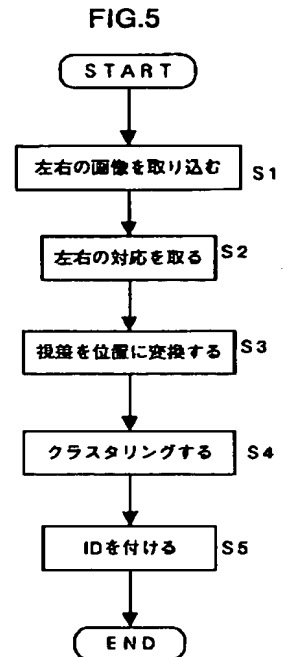 FIG.5
START
左右の画像を取り込む S1
左右の対応を取る S2
視差を位置に変換する S3
クラスタリングする S4
IDを付ける S5
END